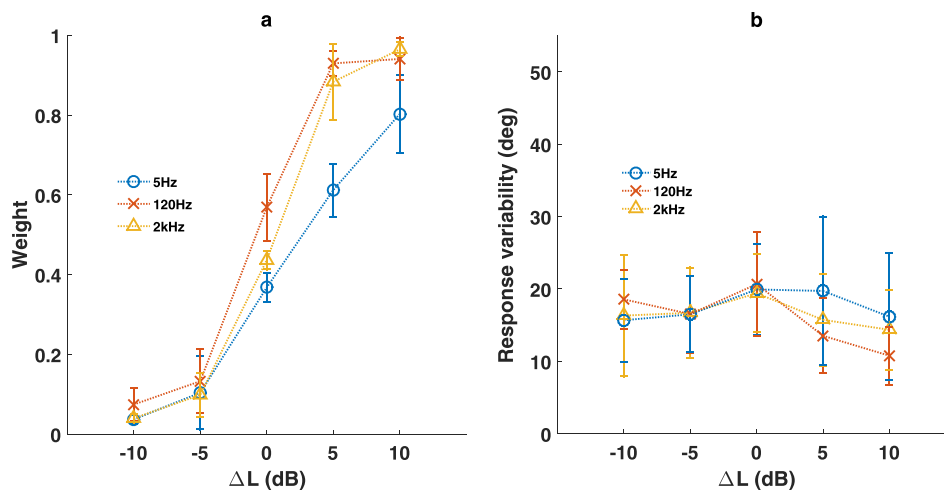 a
Weight
1
0.8
0.6
0.4
0.2
0
5Hz
120Hz
2kHz
-10 -5 0 5 10
ΔL (dB)
b
Response variability (deg)
50
40
30
20
10
0
5Hz
120Hz
2kHz
-10 -5 0 5 10
ΔL (dB)